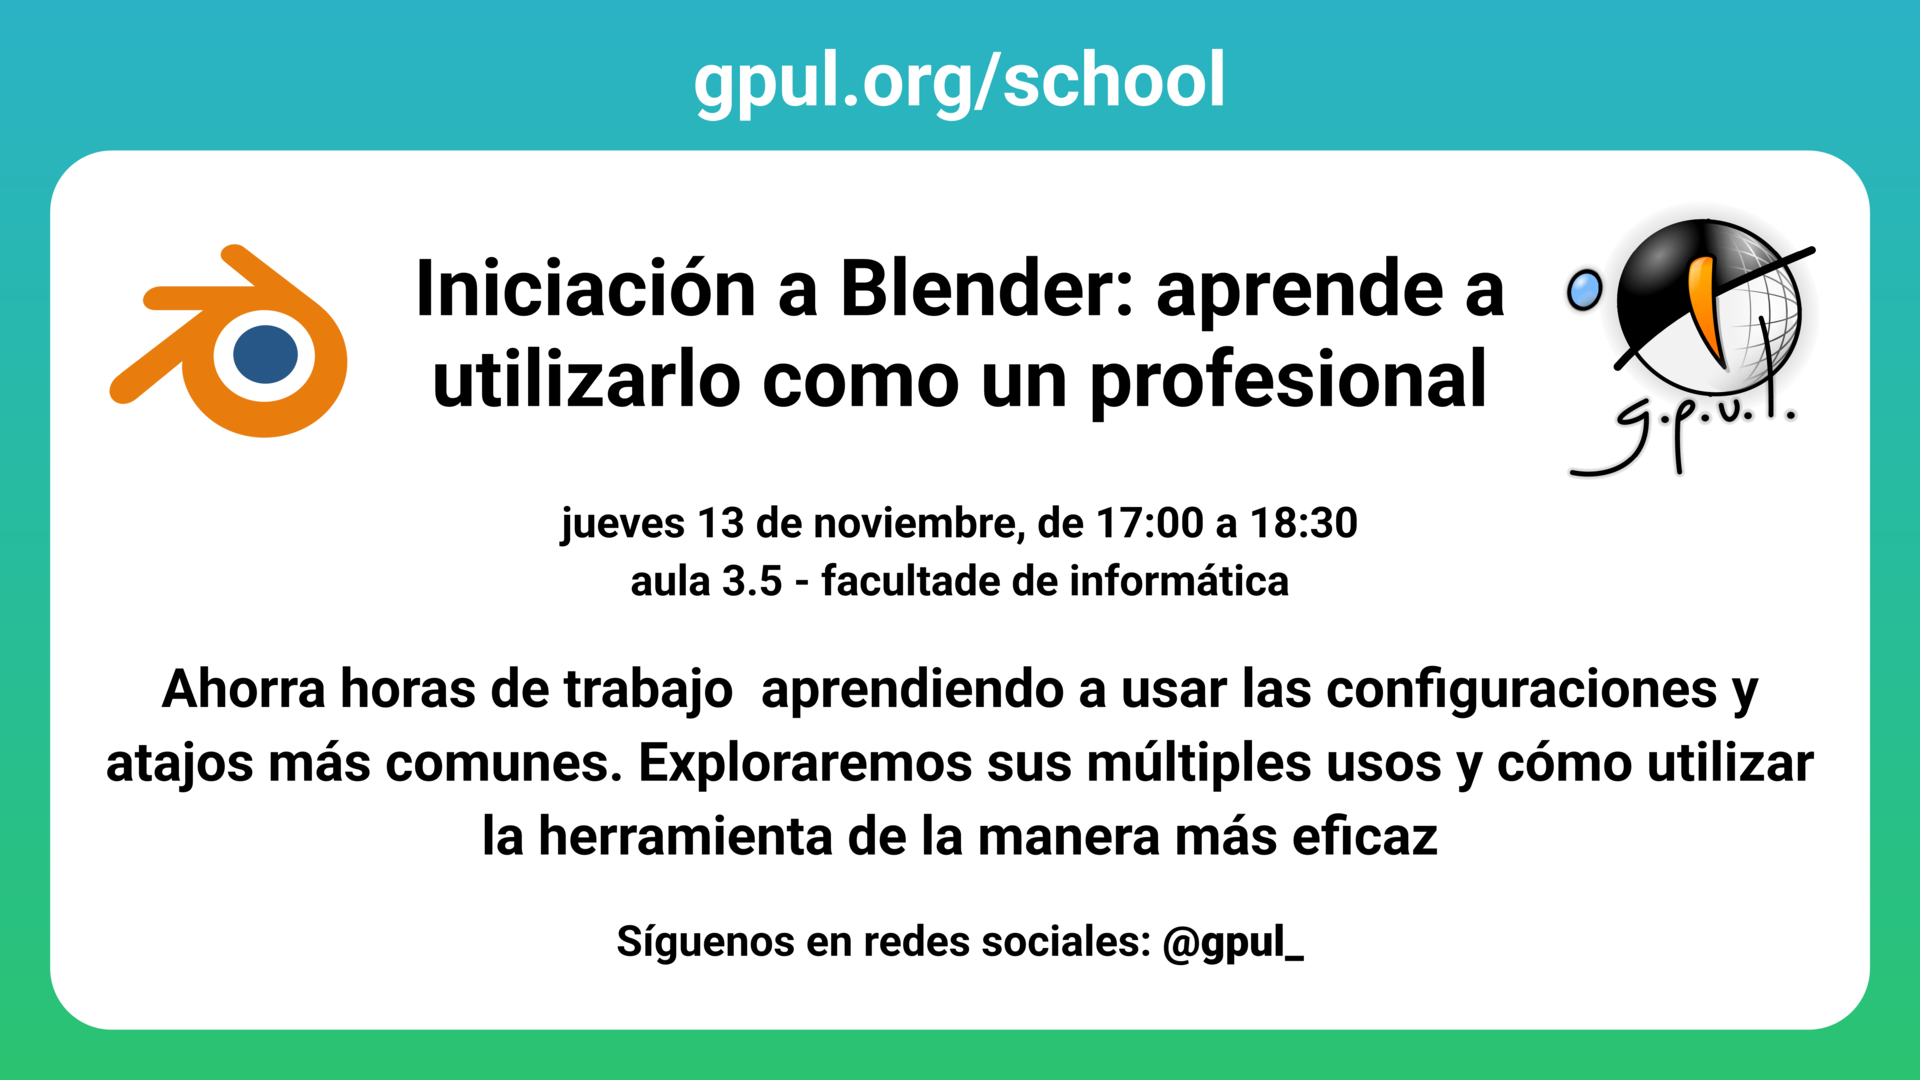 gpul.org/school
Iniciación a Blender: aprende a
utilizarlo como un profesional
g.p.u.l.
jueves 13 de noviembre, de 17:00 a 18:30
aula 3.5 - facultade de informática
Ahorra horas de trabajo  aprendiendo a usar las configuraciones y
atajos más comunes. Exploraremos sus múltiples usos y cómo utilizar
la herramienta de la manera más eficaz
Síguenos en redes sociales: @gpul_